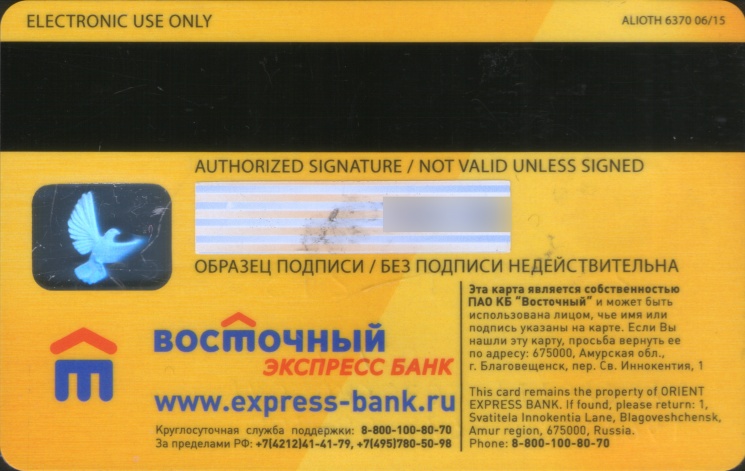 ELECTRONIC USE ONLY
ALIOTH 6370 06/15
AUTHORIZED SIGNATURE / NOT VALID UNLESS SIGNED
ОБРАЗЕЦ ПОДПИСИ / БЕЗ ПОДПИСИ НЕДЕЙСТВИТЕЛЬНА
ВОСТОЧНЫЙ
ЭКСПРЕСС БАНК
www.express-bank.ru
Круглосуточная служба поддержки: 8-800-100-80-70
За пределами РФ: +7(4212)41-41-79, +7(495)780-50-98
Эта карта является собственностью
ПАО КБ "Восточный" и может быть
использована лицом, чье имя или
подпись указаны на карте. Если Вы
нашли эту карту, просьба вернуть ее
по адресу: 675000, Амурская обл.,
г. Благовещенск, пер. Св. Иннокентия, 1
This card remains the property of ORIENT
EXPRESS BANK. If found, please return: 1,
Svatitela Innokentia Lane, Blagoveshchensk,
Amur region, 675000, Russia.
Phone: 8-800-100-80-70